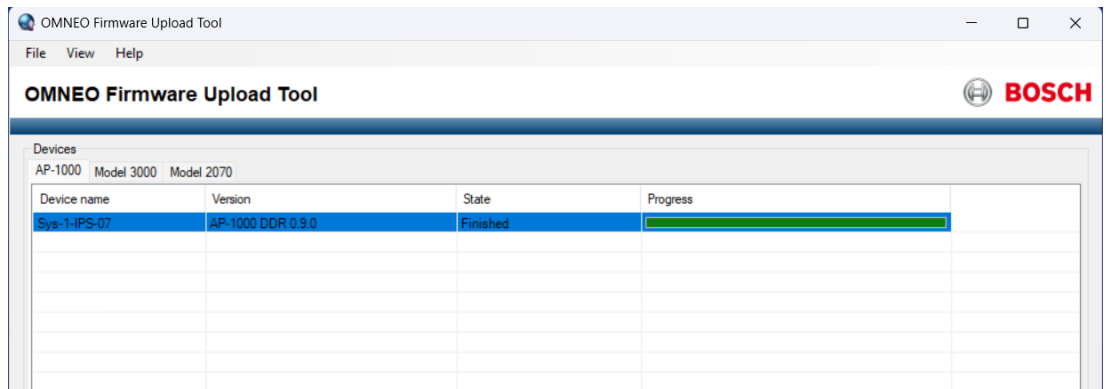 OMNEO Firmware Upload Tool
File View Help
OMNEO Firmware Upload Tool
BOSCH
Devices
AP-1000 Model 3000 Model 2070
Device name Version State Progress
Sys-1-IPS-07 AP-1000 DDR 0.9.0 Finished